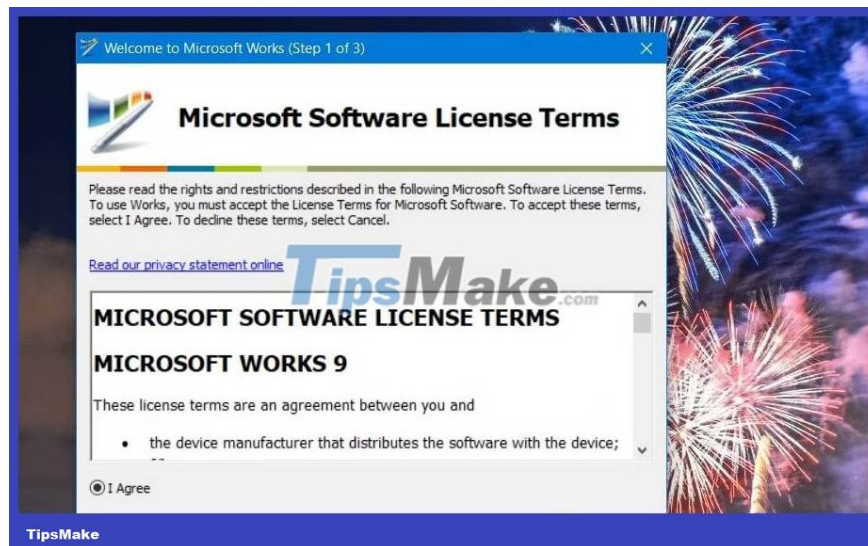 Welcome to Microsoft Works (Step 1 of 3)
Microsoft Software License Terms
Please read the rights and restrictions described in the following Microsoft Software License Terms.
To use Works, you must accept the License Terms for Microsoft Software. To accept these terms,
select I Agree. To decline these terms, select Cancel.
Read our privacy statement online
TipsMake.com
MICROSOFT SOFTWARE LICENSE TERMS
MICROSOFT WORKS 9
These license terms are an agreement between you and
• the device manufacturer that distributes the software with the device;
I Agree
TipsMake